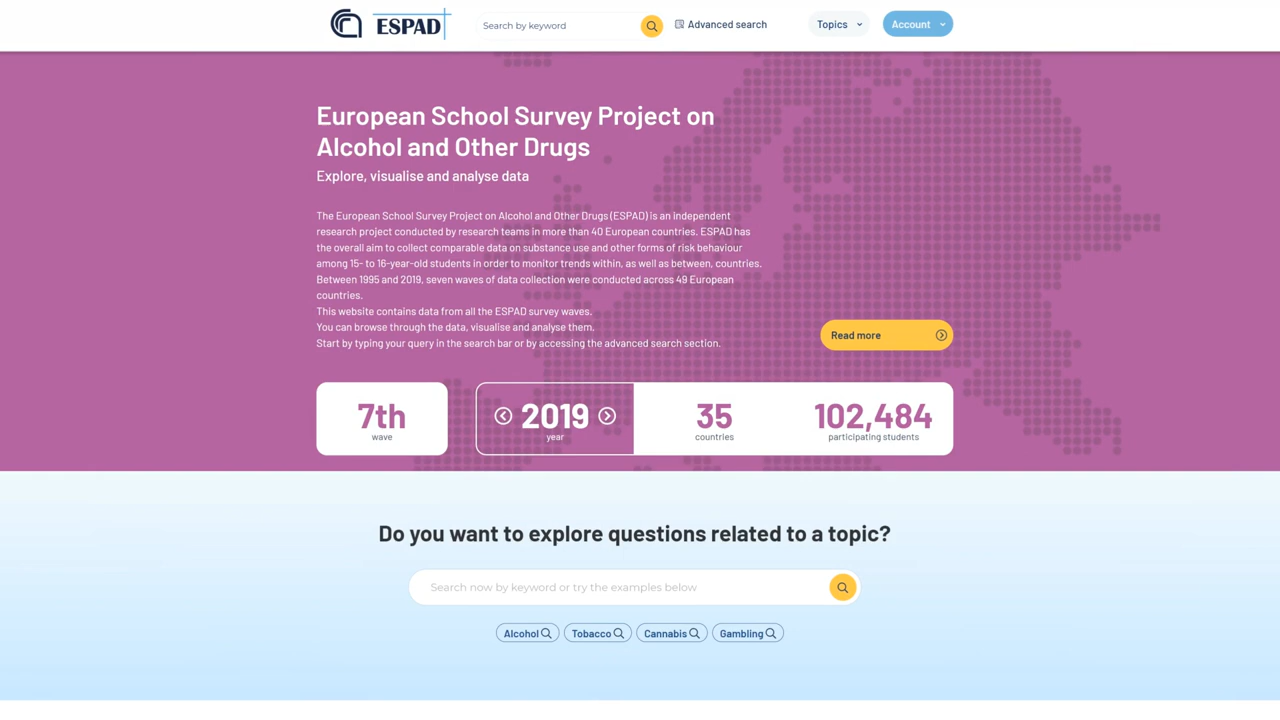 ESPAD
Search by keyword
Advanced search
Topics
Account
European School Survey Project on
Alcohol and Other Drugs
Explore, visualise and analyse data
The European School Survey Project on Alcohol and Other Drugs (ESPAD) is an independent
research project conducted by research teams in more than 40 European countries. ESPAD has
the overall aim to collect comparable data on substance use and other forms of risk behaviour
among 15- to 16-year-old students in order to monitor trends within, as well as between, countries.
Between 1995 and 2019, seven waves of data collection were conducted across 49 European
countries.
This website contains data from all the ESPAD survey waves.
You can browse through the data, visualise and analyse them.
Start by typing your query in the search bar or by accessing the advanced search section.
Read more
7th
wave
2019
year
35
countries
102,484
participating students
Do you want to explore questions related to a topic?
Search now by keyword or try the examples below
Alcohol
Tobacco
Cannabis
Gambling